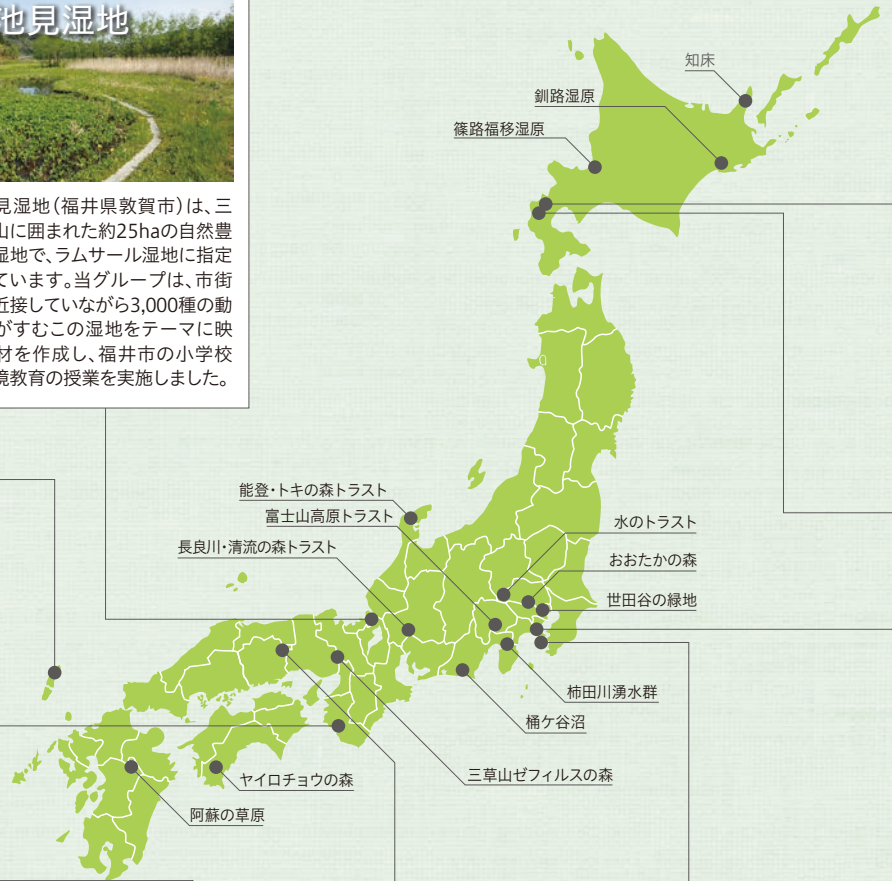 池見湿地
見湿地（福井県敦賀市）は、三
山に囲まれた約25haの自然豊
湿地で、ラムサール湿地に指定
ています。当グループは、市街
近接していながら3,000種の動
がすむこの湿地をテーマに映
材を作成し、福井市の小学校
境教育の授業を実施しました。
知床
釧路湿原
篠路福移湿原
能登・トキの森トラスト
富士山高原トラスト
長良川・清流の森トラスト
水のトラスト
おおたかの森
世田谷の緑地
柿田川湧水群
桶ケ谷沼
三草山ゼフィルスの森
ヤイロチョウの森
阿蘇の草原